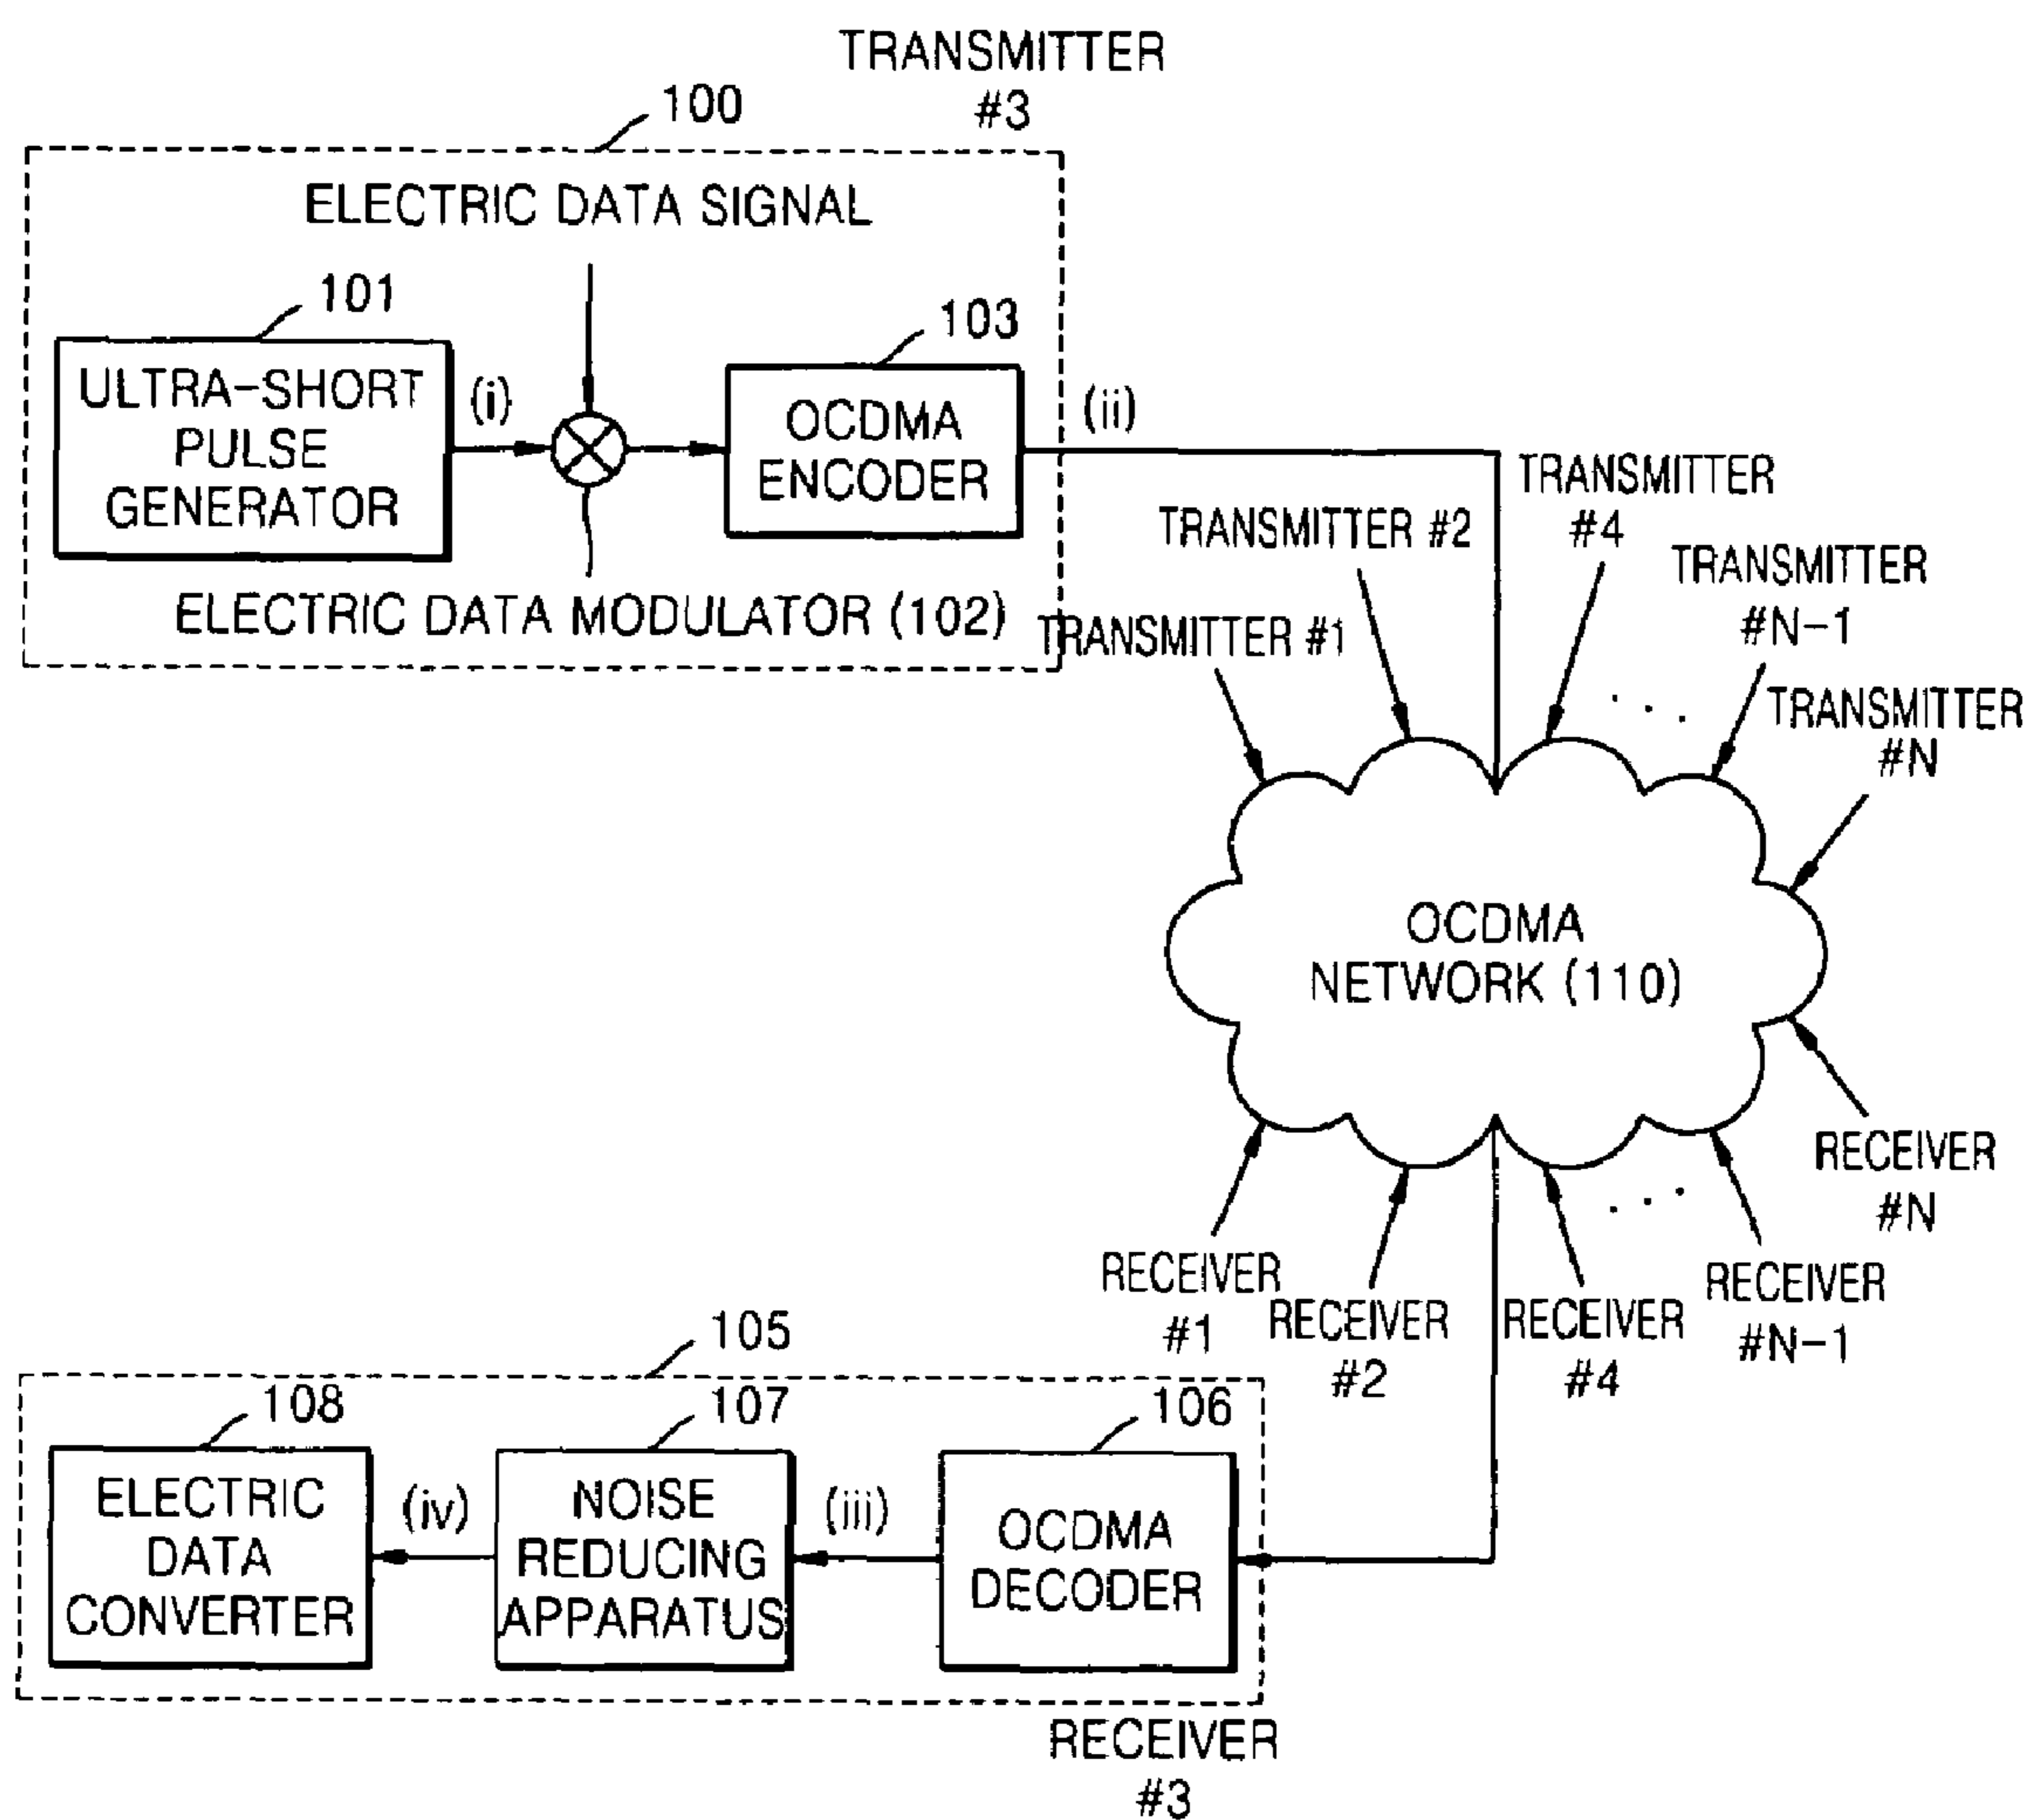 TRANSMITTER
#3
100
ELECTRIC DATA SIGNAL
101
103
ULTRA-SHORT
PULSE
GENERATOR
(i)
OCDMA
ENCODER
(ii)
ELECTRIC DATA MODULATOR (102)
TRANSMITTER #1
TRANSMITTER #2
TRANSMITTER
#4
TRANSMITTER
#N-1
TRANSMITTER
#N
. . .
OCDMA
NETWORK (110)
RECEIVER
#N
. . .
RECEIVER
#1
RECEIVER
#2
RECEIVER
#4
RECEIVER
#N-1
105
108
107
106
ELECTRIC
DATA
CONVERTER
(iv)
NOISE
REDUCING
APPARATUS
(iii)
OCDMA
DECODER
RECEIVER
#3